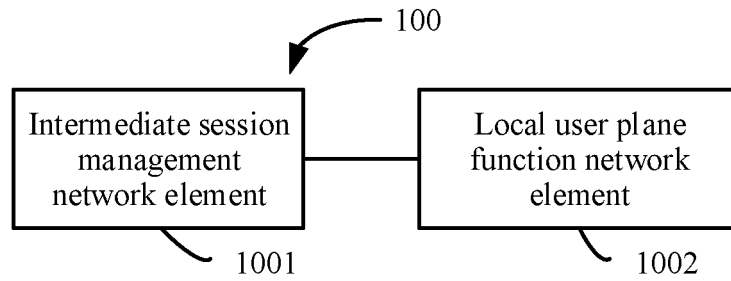 100
Intermediate session
management
network element
Local user plane
function network
element
1001
1002